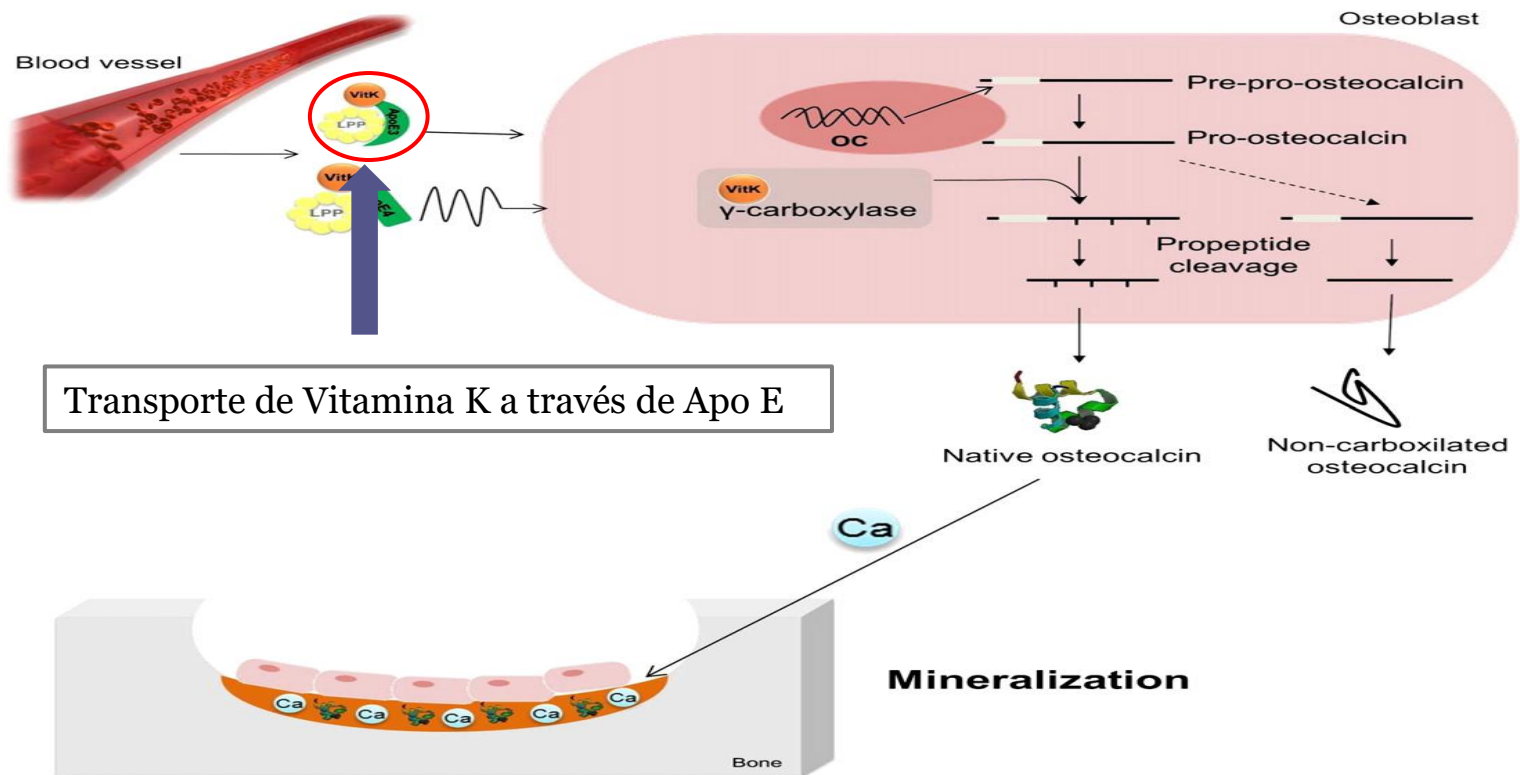 Osteoblast
Blood vessel
VitK
LPP
ApoE3
VitK
LPP
E4
OC
Pre-pro-osteocalcin
Pro-osteocalcin
VitK
γ-carboxylase
Propeptide
cleavage
Transporte de Vitamina K a través de Apo E
Native osteocalcin
Non-carboxilated
osteocalcin
Ca
Mineralization
Ca
Ca
Ca
Ca
Ca
Bone